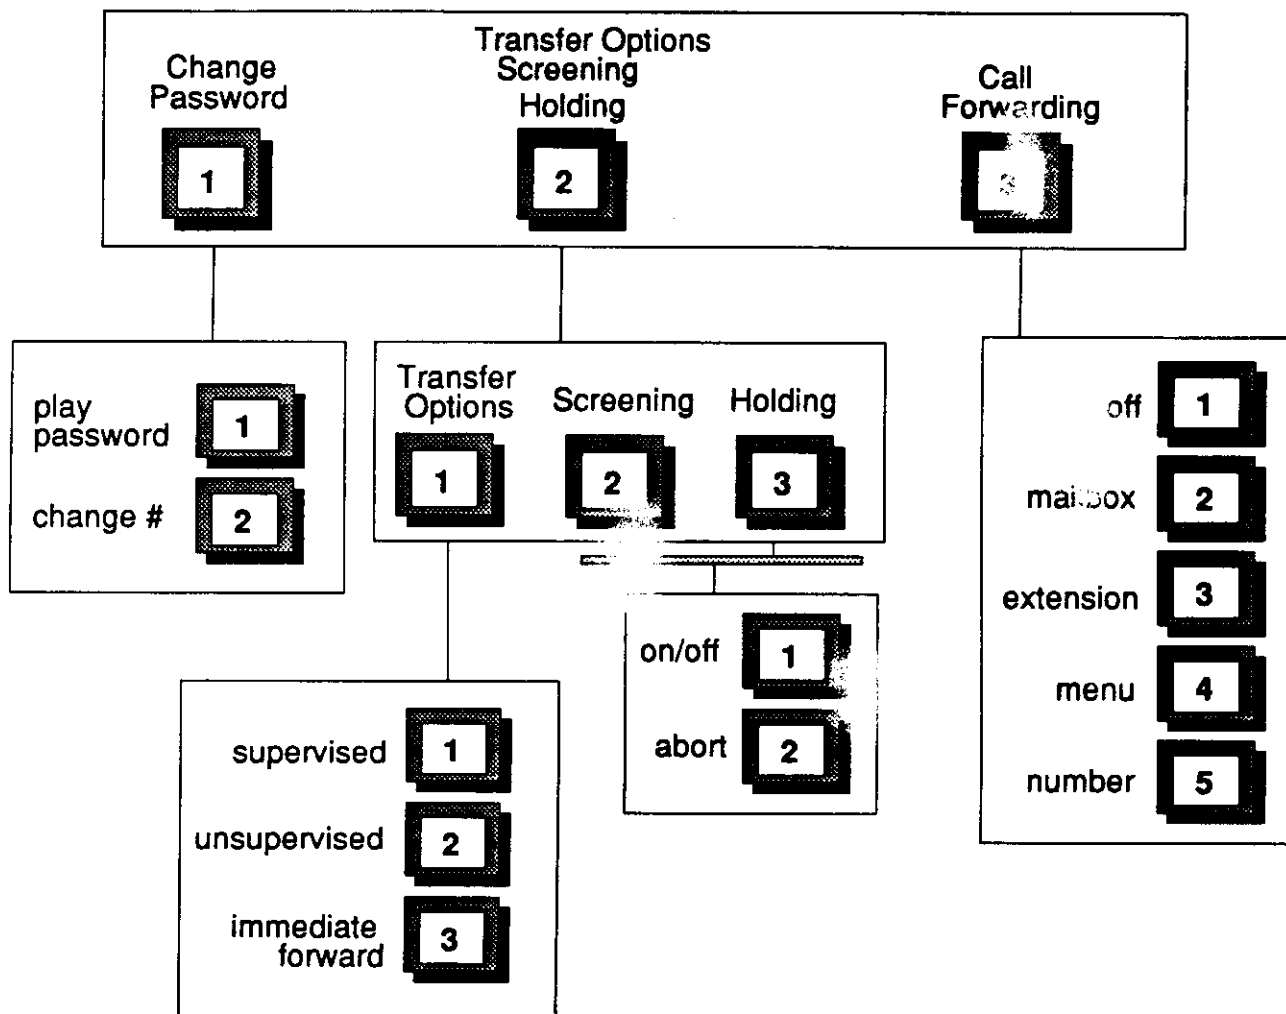 Change
Password
1
Transfer Options
Screening
Holding
2
Call
Forwarding
3
play
password
1
change #
2
Transfer
Options
1
Screening
2
Holding
3
off
1
mailbox
2
extension
3
menu
4
number
5
on/off
1
abort
2
supervised
1
unsupervised
2
immediate
forward
3